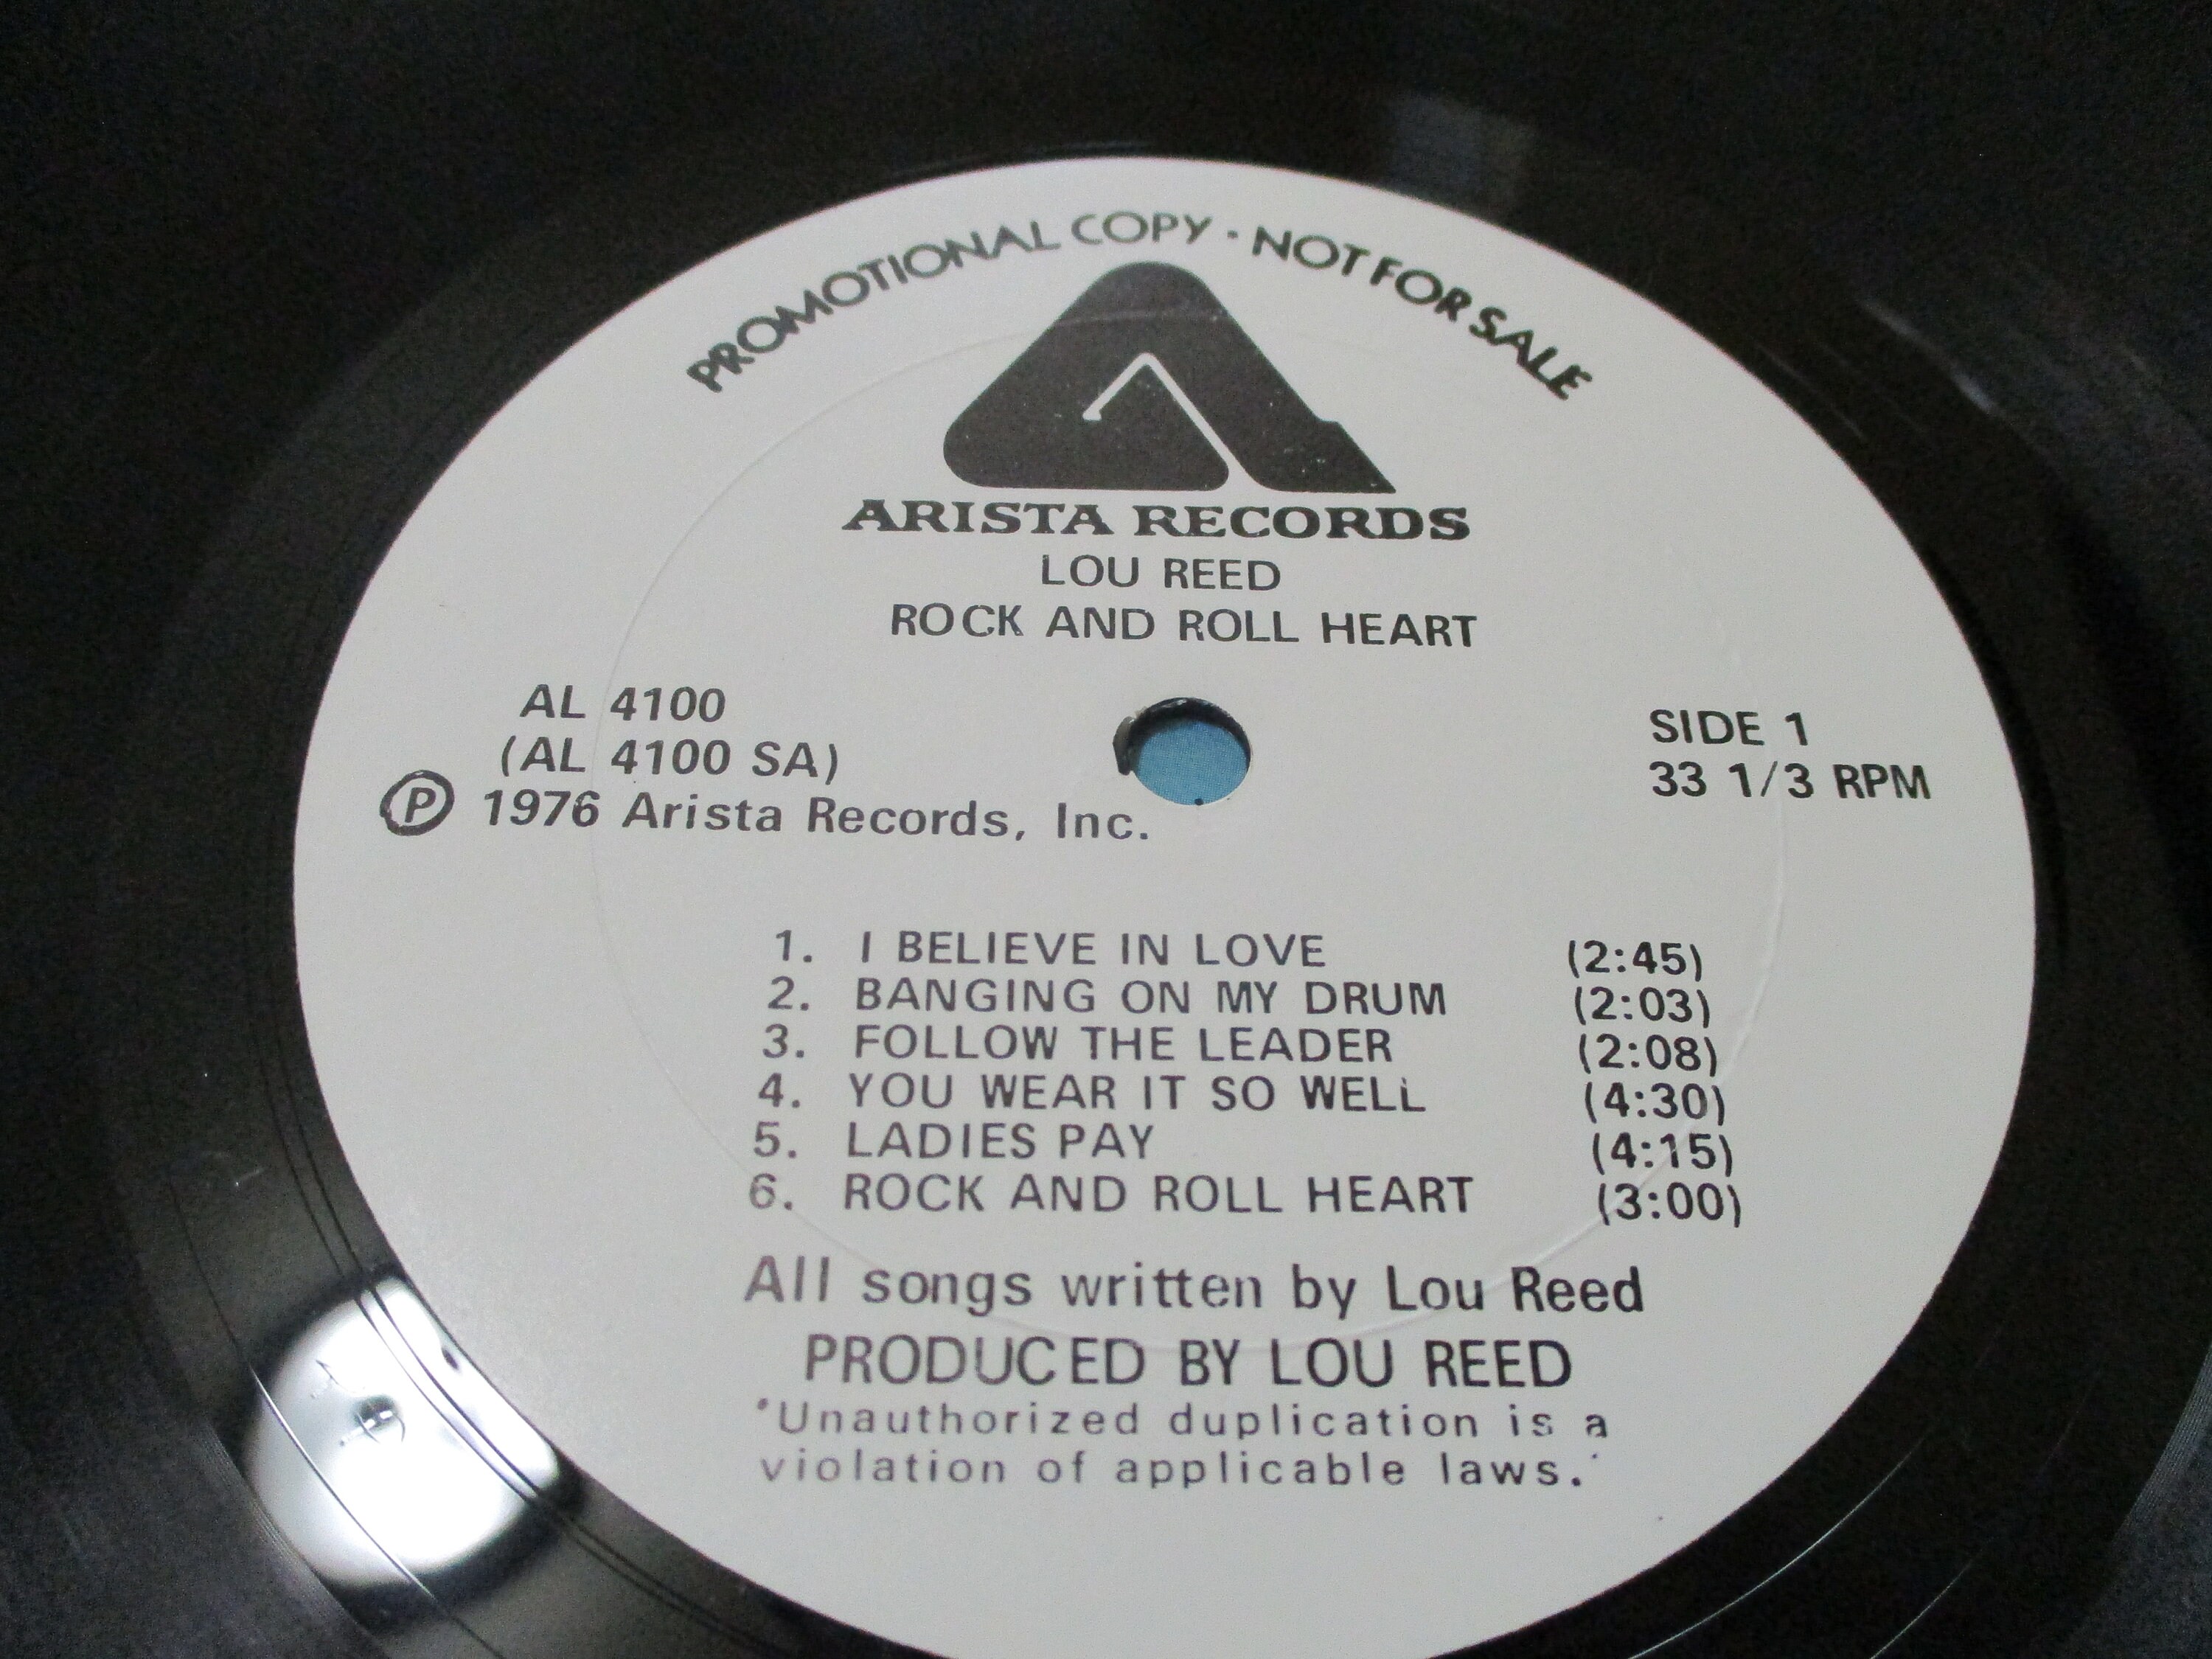 PROMOTIONAL COPY · NOT FOR SALE
ARISTA RECORDS
LOU REED
ROCK AND ROLL HEART
AL 4100
(AL 4100 SA)
Ⓟ 1976 Arista Records, Inc.
SIDE 1
33 1/3 RPM
1. I BELIEVE IN LOVE (2:45)
2. BANGING ON MY DRUM (2:03)
3. FOLLOW THE LEADER (2:08)
4. YOU WEAR IT SO WELL (4:30)
5. LADIES PAY (4:15)
6. ROCK AND ROLL HEART (3:00)
All songs written by Lou Reed
PRODUCED BY LOU REED
"Unauthorized duplication is a
violation of applicable laws."